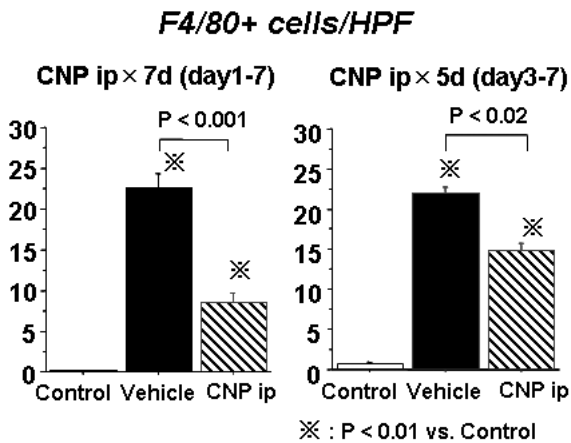 F4/80+ cells/HPF
CNP ip × 7d (day1-7)
CNP ip × 5d (day3-7)
P < 0.001
P < 0.02
30
25
20
15
10
5
0
※
※
30
25
20
15
10
5
0
※
※
Control Vehicle CNP ip
Control Vehicle CNP ip
※ : P < 0.01 vs. Control